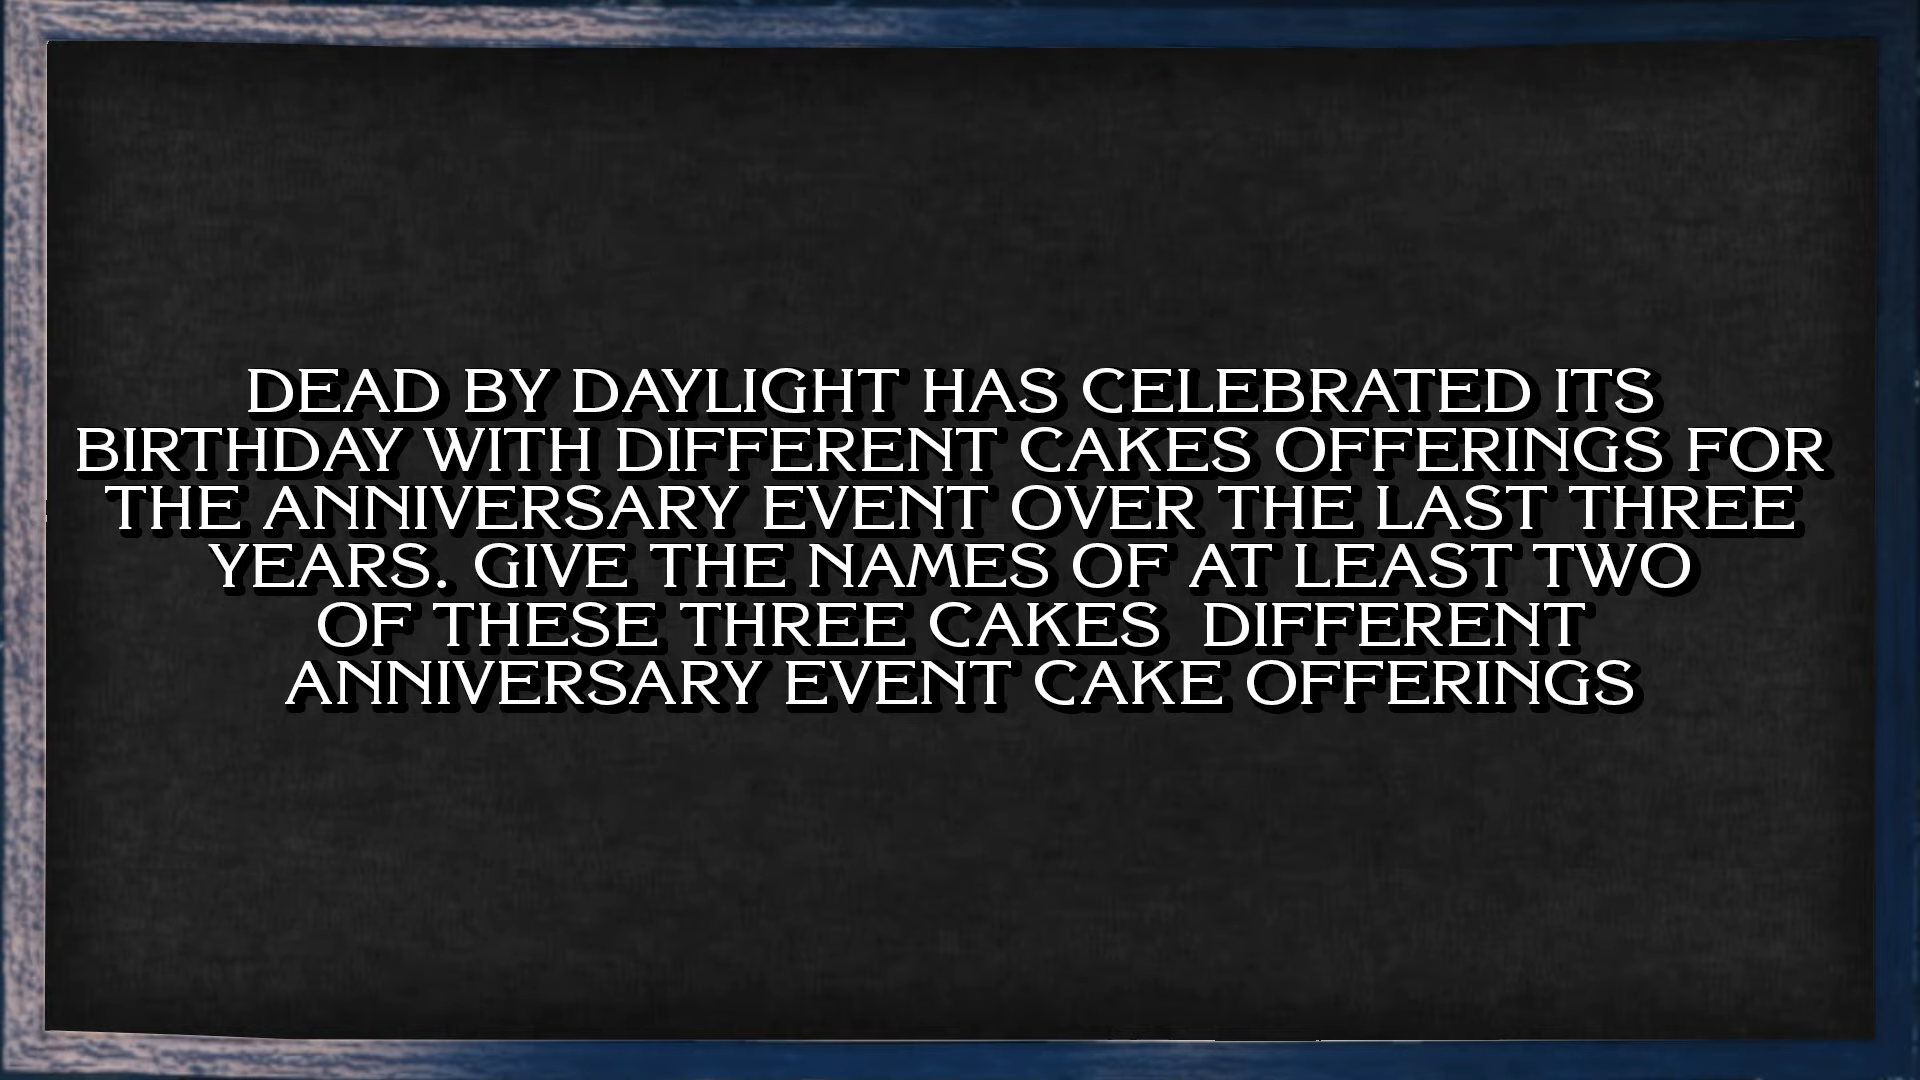 DEAD BY DAYLIGHT HAS CELEBRATED ITS
BIRTHDAY WITH DIFFERENT CAKES OFFERINGS FOR
THE ANNIVERSARY EVENT OVER THE LAST THREE
YEARS. GIVE THE NAMES OF AT LEAST TWO
OF THESE THREE CAKES  DIFFERENT
ANNIVERSARY EVENT CAKE OFFERINGS